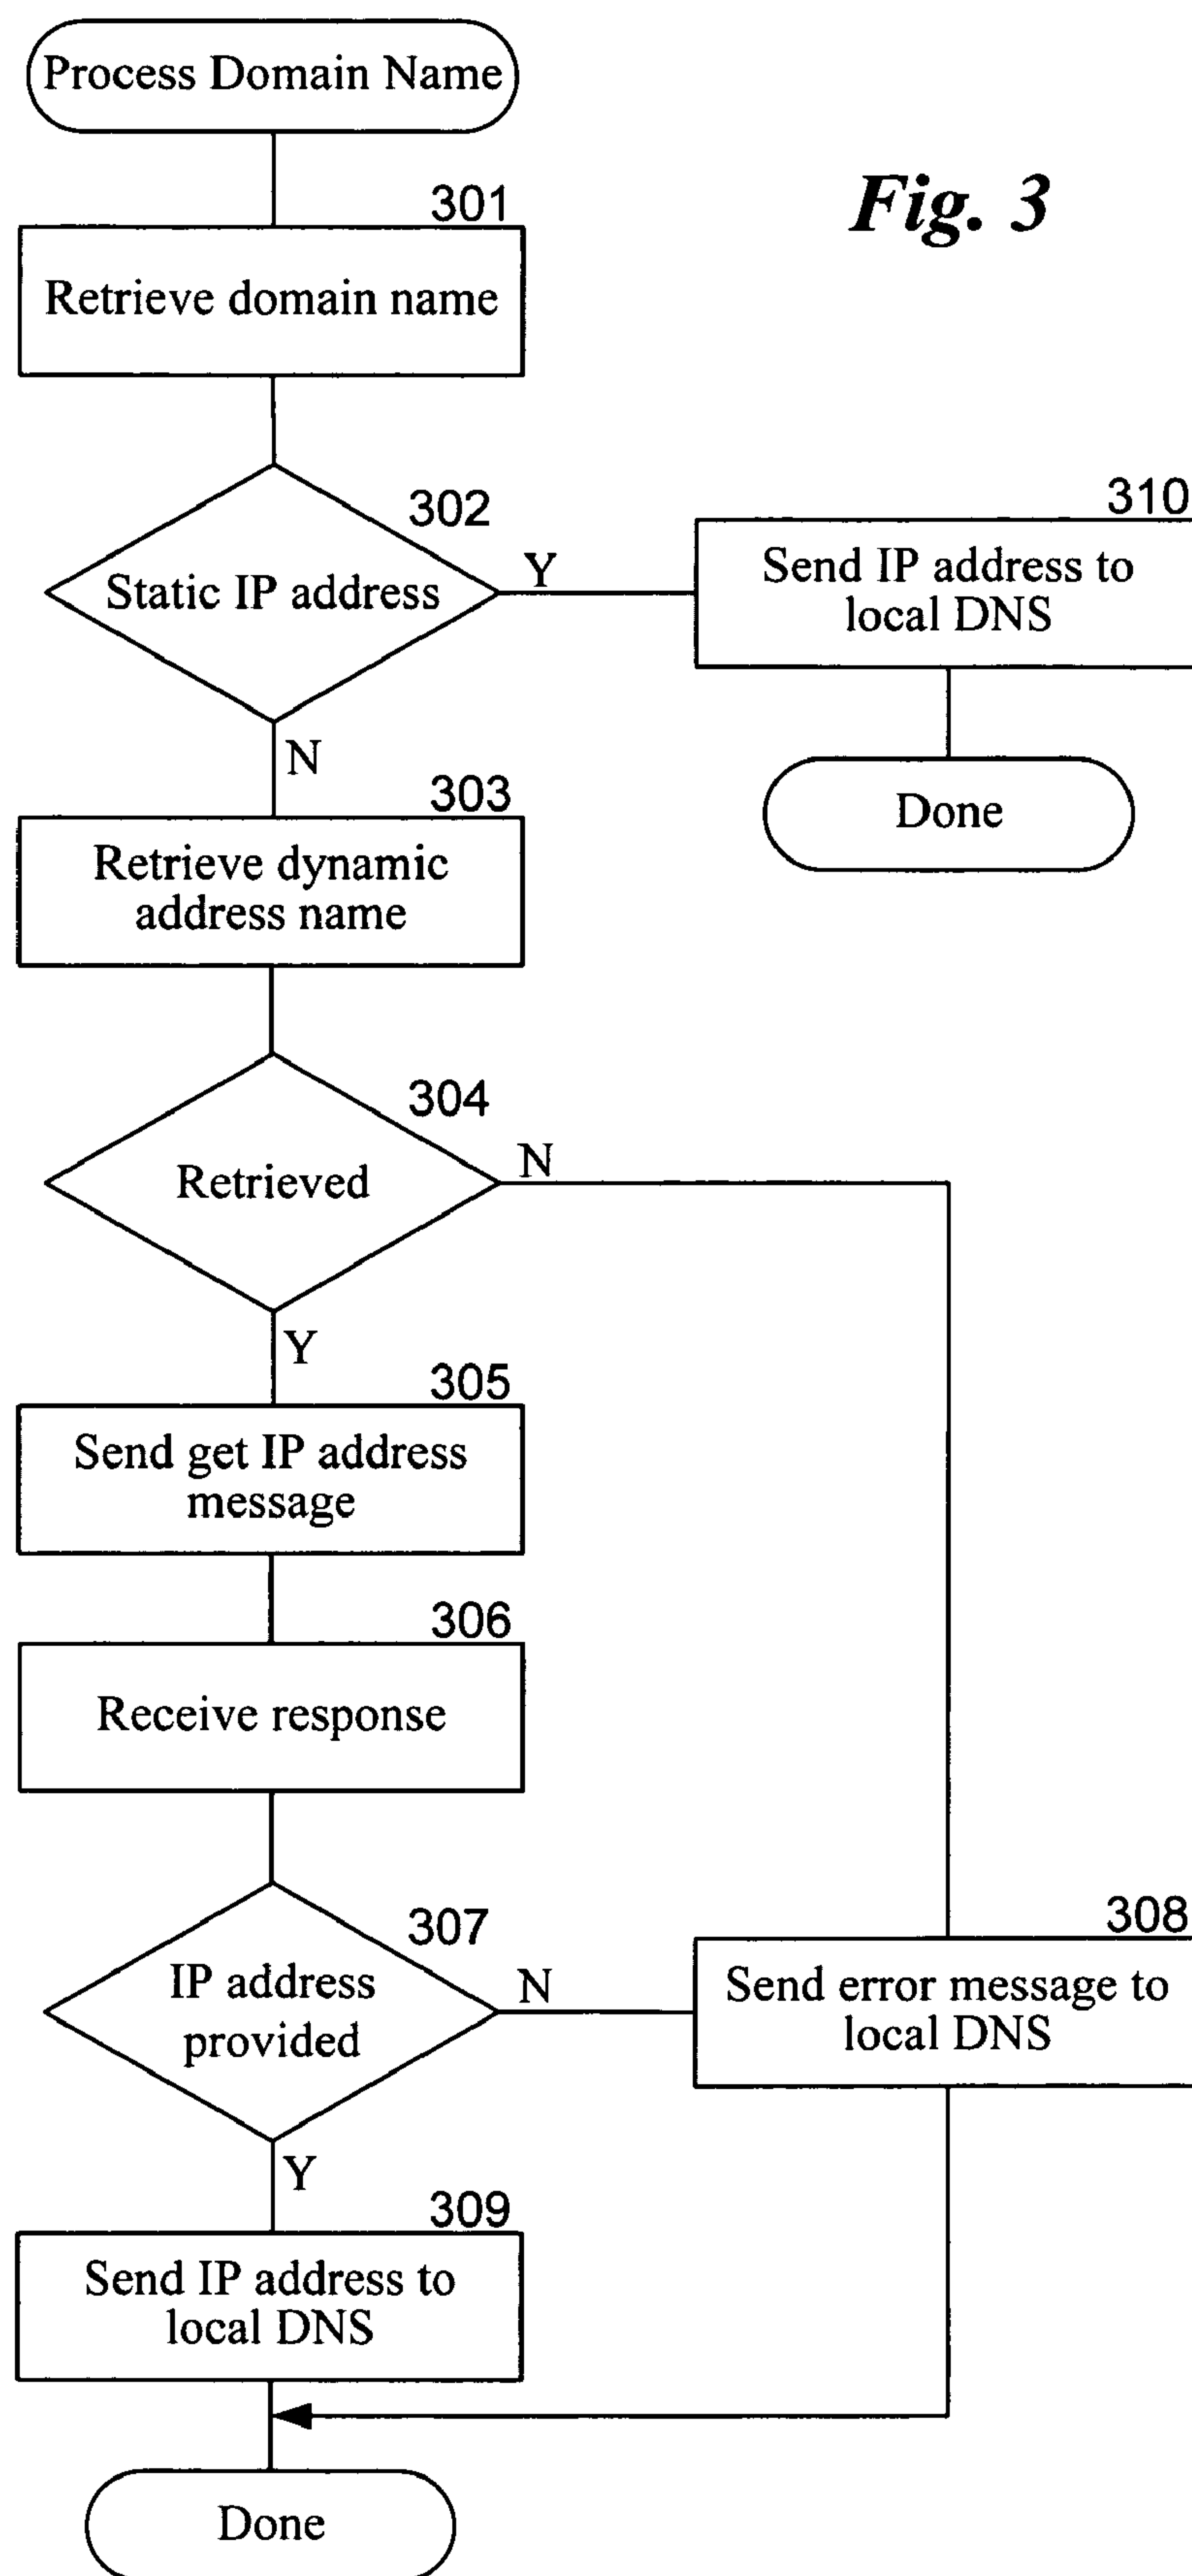 Process Domain Name
Fig. 3
301
Retrieve domain name
302
Static IP address
Y
N
310
Send IP address to
local DNS
Done
303
Retrieve dynamic
address name
304
Retrieved
N
Y
305
Send get IP address
message
306
Receive response
307
IP address
provided
N
Y
308
Send error message to
local DNS
309
Send IP address to
local DNS
Done